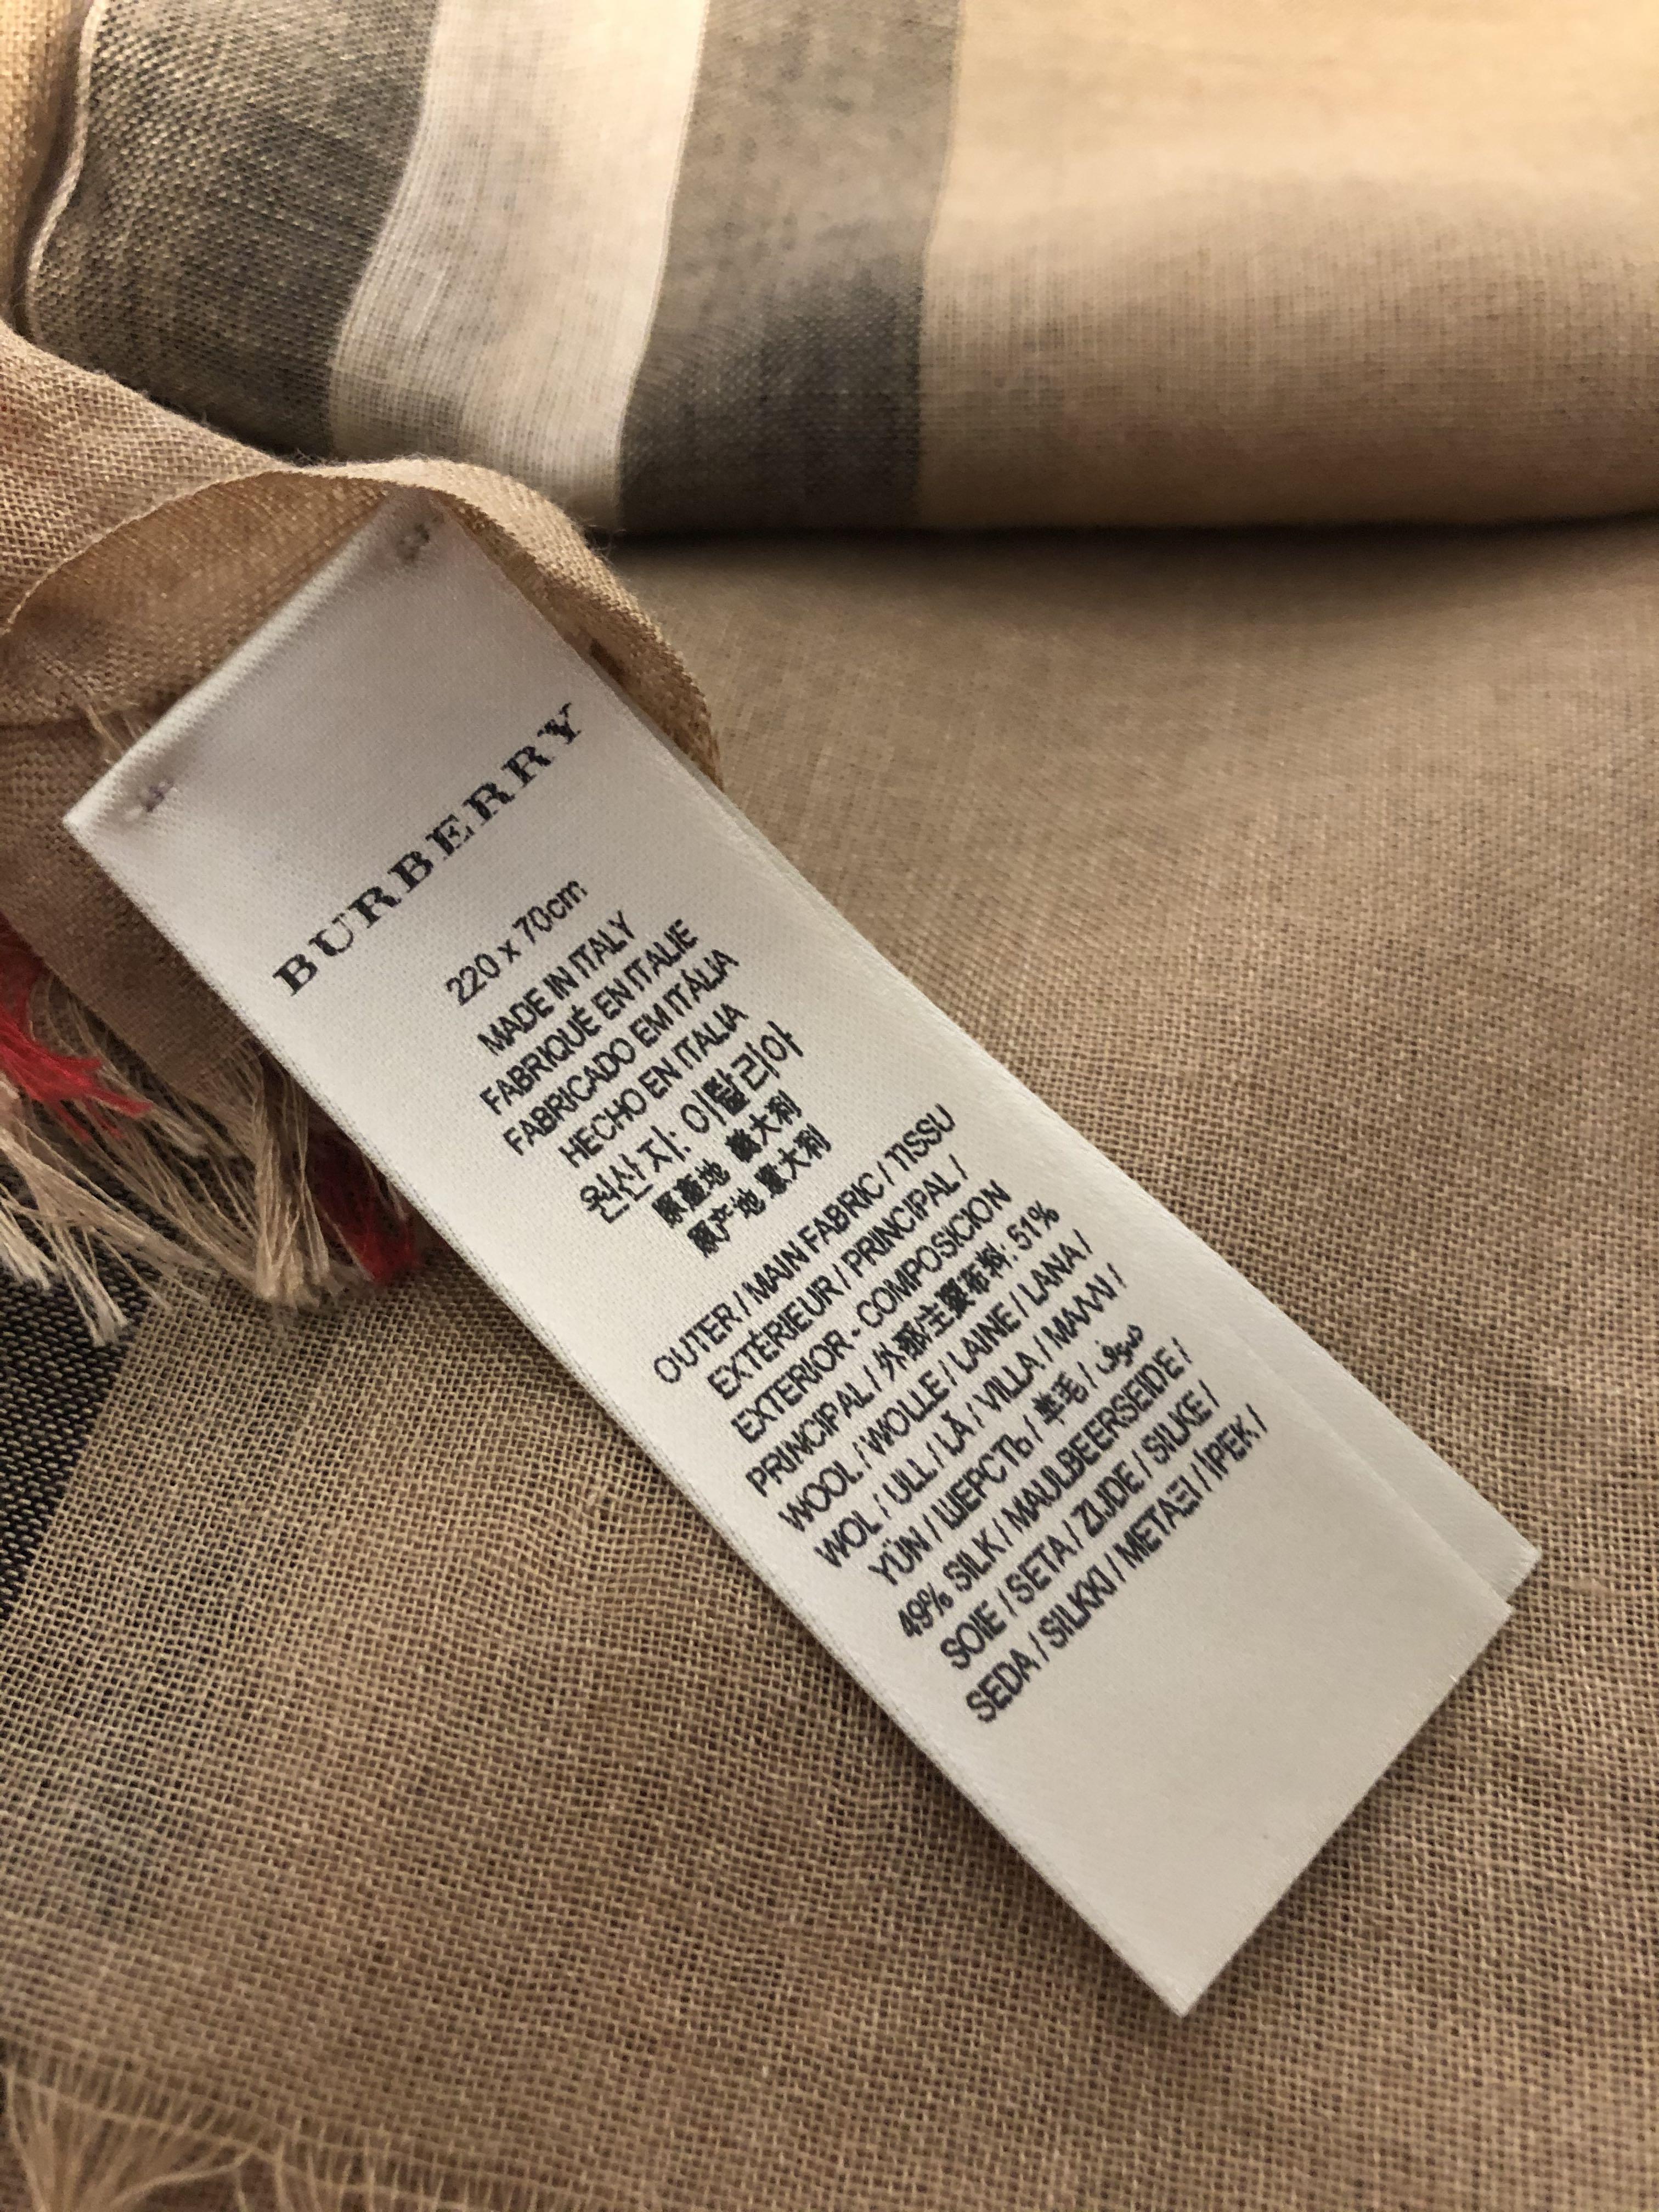 BURBERRY
220 x 70cm
MADE IN ITALY
FABRIQUÉ EN ITALIE
FABRICADO EM ITÁLIA
HECHO EN ITALIA
원산지: 이탈리아
原產地 義大利
原产地 意大利
OUTER / MAIN FABRIC / TISSU
EXTÉRIEUR / PRINCIPAL /
EXTERIOR - COMPOSICION
PRINCIPAL / 外部/主要布料: 51%
WOOL / WOLLE / LAINE / LANA /
WOL / ULL / LÃ / VILLA / ΜΑΛΛΙ /
YÜN / ШЕРСТЬ / 羊毛 / صوف
49% SILK / MAULBEERSEIDE /
SOIE / SETA / ZIJDE / SILKE /
SEDA / SILKKI / ΜΕΤΑΞΙ / İPEK /